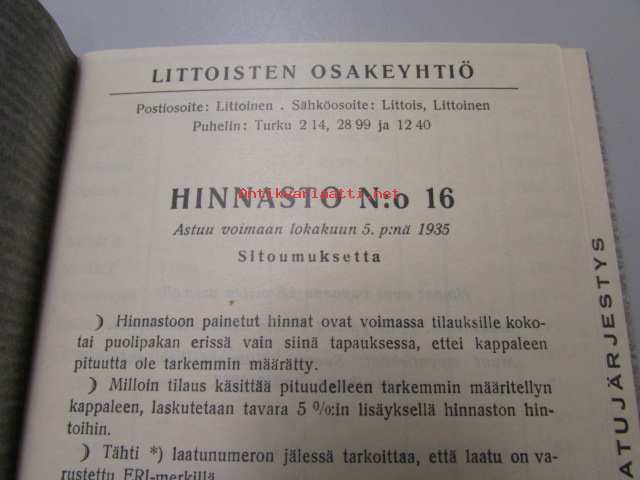 LITTOISTEN OSAKEYHTIÖ
Postiosoite: Littoinen . Sähköosoite: Littois, Littoinen
Puhelin: Turku 2 14, 28 99 ja 12 40
HINNASTO N:o 16
Antikvariaatti.net
Astuu voimaan lokakuun 5. p:nä 1935
Sitoumuksetta
) Hinnastoon painetut hinnat ovat voimassa tilauksille koko-
tai puolipakan erissä vain siinä tapauksessa, ettei kappaleen
pituutta ole tarkemmin määrätty.
) Milloin tilaus käsittää pituudelleen tarkemmin määritellyn
kappaleen, laskutetaan tavara 5 %:in lisäyksellä hinnaston hin-
toihin.
) Tähti *) laatunumeron jälessä tarkoittaa, että laatu on va-
rustettu ERI-merkillä
ATUJÄRJESTYS